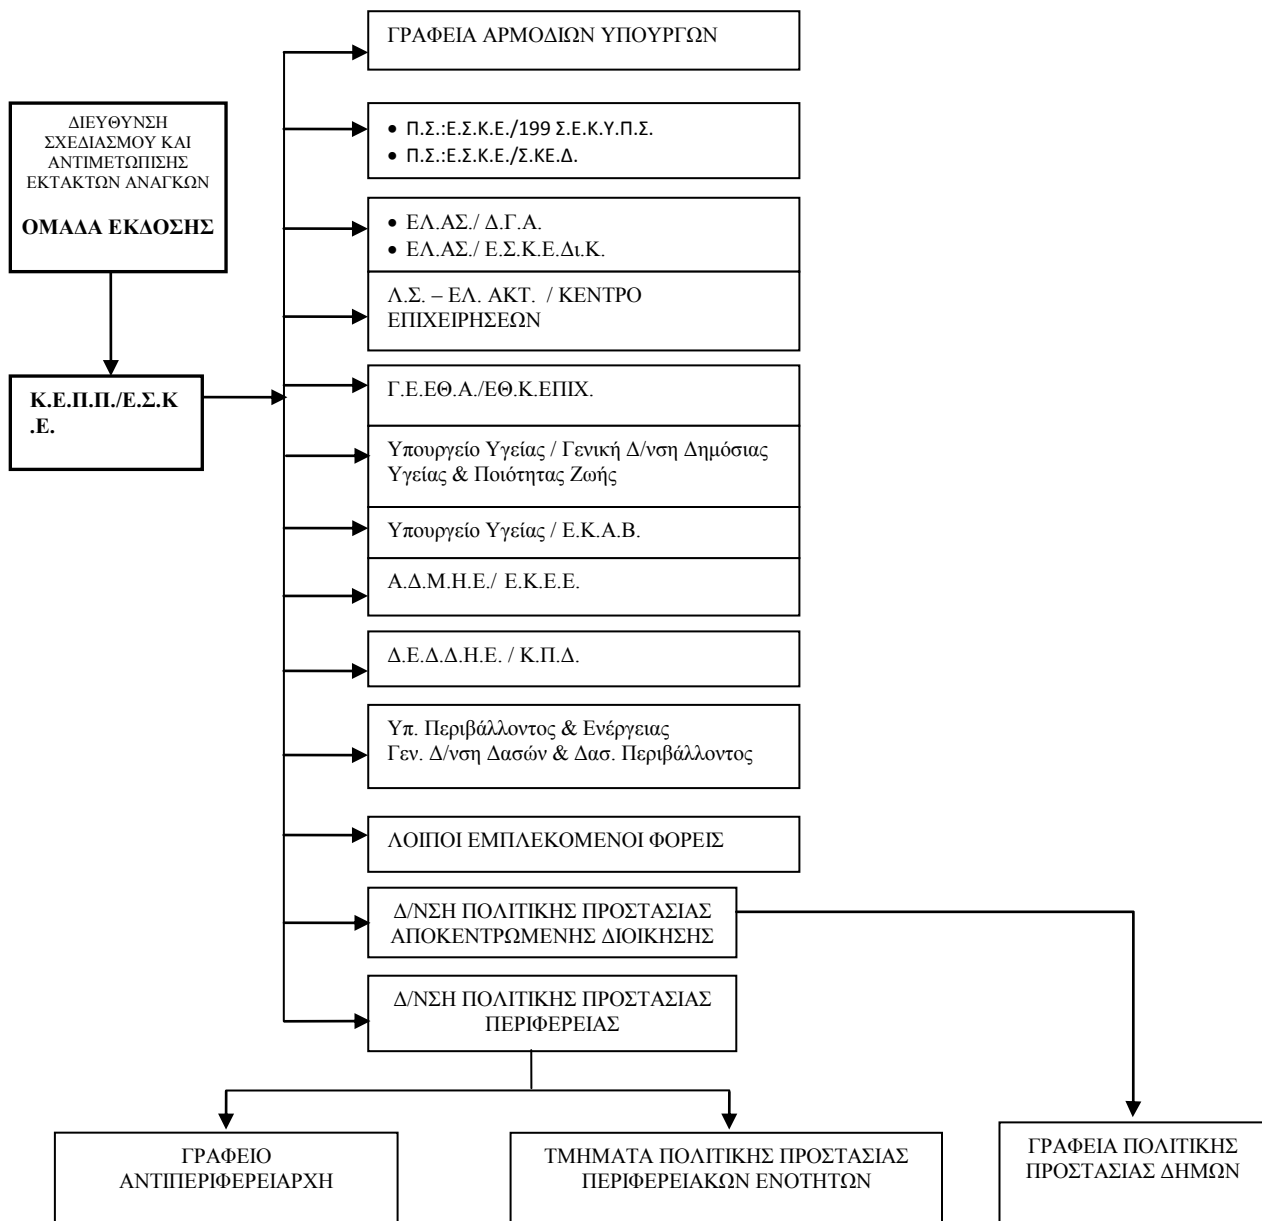 ΓΡΑΦΕΙΑ ΑΡΜΟΔΙΩΝ ΥΠΟΥΡΓΩΝ
ΔΙΕΥΘΥΝΣΗ
ΣΧΕΔΙΑΣΜΟΥ ΚΑΙ
ΑΝΤΙΜΕΤΩΠΙΣΗΣ
ΕΚΤΑΚΤΩΝ ΑΝΑΓΚΩΝ
ΟΜΑΔΑ ΕΚΔΟΣΗΣ
• Π.Σ.:Ε.Σ.Κ.Ε./199 Σ.Ε.Κ.Υ.Π.Σ.
• Π.Σ.:Ε.Σ.Κ.Ε./Σ.ΚΕ.Δ.
• ΕΛ.ΑΣ./ Δ.Γ.Α.
• ΕΛ.ΑΣ./ Ε.Σ.Κ.Ε.Δι.Κ.
Λ.Σ. – ΕΛ. ΑΚΤ. / ΚΕΝΤΡΟ
ΕΠΙΧΕΙΡΗΣΕΩΝ
Κ.Ε.Π.Π./Ε.Σ.Κ
.Ε.
Γ.Ε.ΕΘ.Α./ΕΘ.Κ.ΕΠΙΧ.
Υπουργείο Υγείας / Γενική Δ/νση Δημόσιας
Υγείας & Ποιότητας Ζωής
Υπουργείο Υγείας / Ε.Κ.Α.Β.
Α.Δ.Μ.Η.Ε./ Ε.Κ.Ε.Ε.
Δ.Ε.Δ.Δ.Η.Ε. / Κ.Π.Δ.
Υπ. Περιβάλλοντος & Ενέργειας
Γεν. Δ/νση Δασών & Δασ. Περιβάλλοντος
ΛΟΙΠΟΙ ΕΜΠΛΕΚΟΜΕΝΟΙ ΦΟΡΕΙΣ
Δ/ΝΣΗ ΠΟΛΙΤΙΚΗΣ ΠΡΟΣΤΑΣΙΑΣ
ΑΠΟΚΕΝΤΡΩΜΕΝΗΣ ΔΙΟΙΚΗΣΗΣ
Δ/ΝΣΗ ΠΟΛΙΤΙΚΗΣ ΠΡΟΣΤΑΣΙΑΣ
ΠΕΡΙΦΕΡΕΙΑΣ
ΓΡΑΦΕΙΟ
ΑΝΤΙΠΕΡΙΦΕΡΕΙΑΡΧΗ
ΤΜΗΜΑΤΑ ΠΟΛΙΤΙΚΗΣ ΠΡΟΣΤΑΣΙΑΣ
ΠΕΡΙΦΕΡΕΙΑΚΩΝ ΕΝΟΤΗΤΩΝ
ΓΡΑΦΕΙΑ ΠΟΛΙΤΙΚΗΣ
ΠΡΟΣΤΑΣΙΑΣ ΔΗΜΩΝ